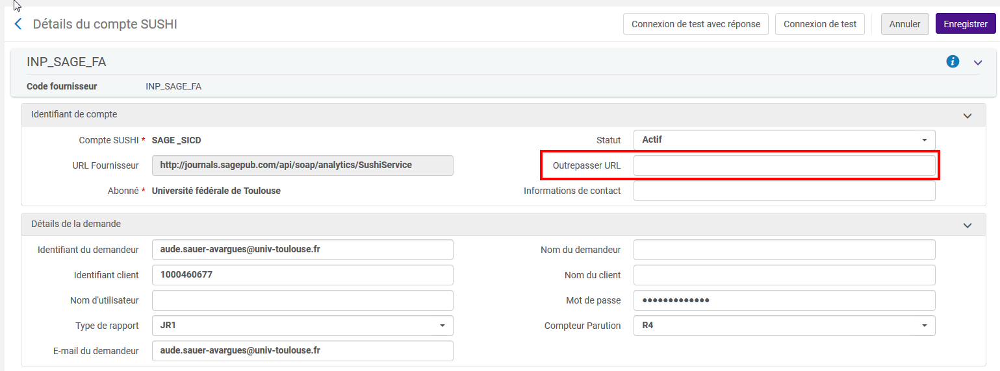 Détails du compte SUSHI
Connexion de test avec réponse
Connexion de test
Annuler
Enregistrer
INP_SAGE_FA
Code fournisseur INP_SAGE_FA
Identifiant de compte
Compte SUSHI * SAGE _SICD
Statut Actif
URL Fournisseur http://journals.sagepub.com/api/soap/analytics/SushiService
Outrepasser URL
Abonné * Université fédérale de Toulouse
Informations de contact
Détails de la demande
Identifiant du demandeur aude.sauer-avargues@univ-toulouse.fr
Nom du demandeur
Identifiant client 1000460677
Nom du client
Nom d'utilisateur
Mot de passe •••••••••••••
Type de rapport JR1
Compteur Parution R4
E-mail du demandeur aude.sauer-avargues@univ-toulouse.fr